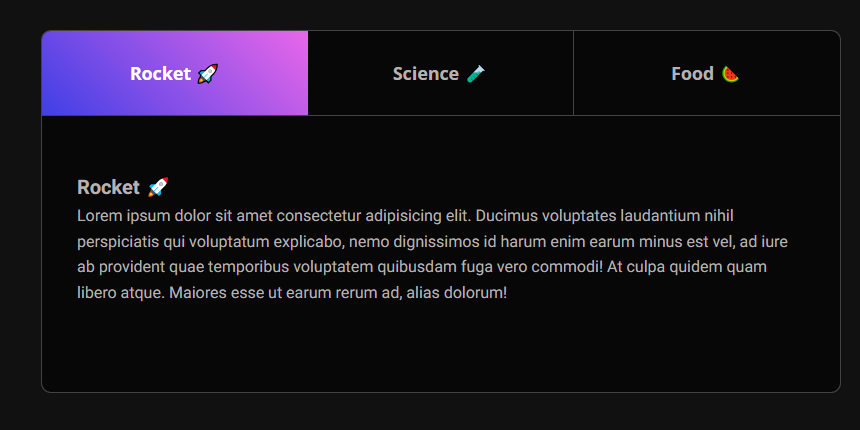 Rocket 🚀
Science 🧪
Food 🍉
Rocket 🚀
Lorem ipsum dolor sit amet consectetur adipisicing elit. Ducimus voluptates laudantium nihil
perspiciatis qui voluptatum explicabo, nemo dignissimos id harum enim earum minus est vel, ad iure
ab provident quae temporibus voluptatem quibusdam fuga vero commodi! At culpa quidem quam
libero atque. Maiores esse ut earum rerum ad, alias dolorum!